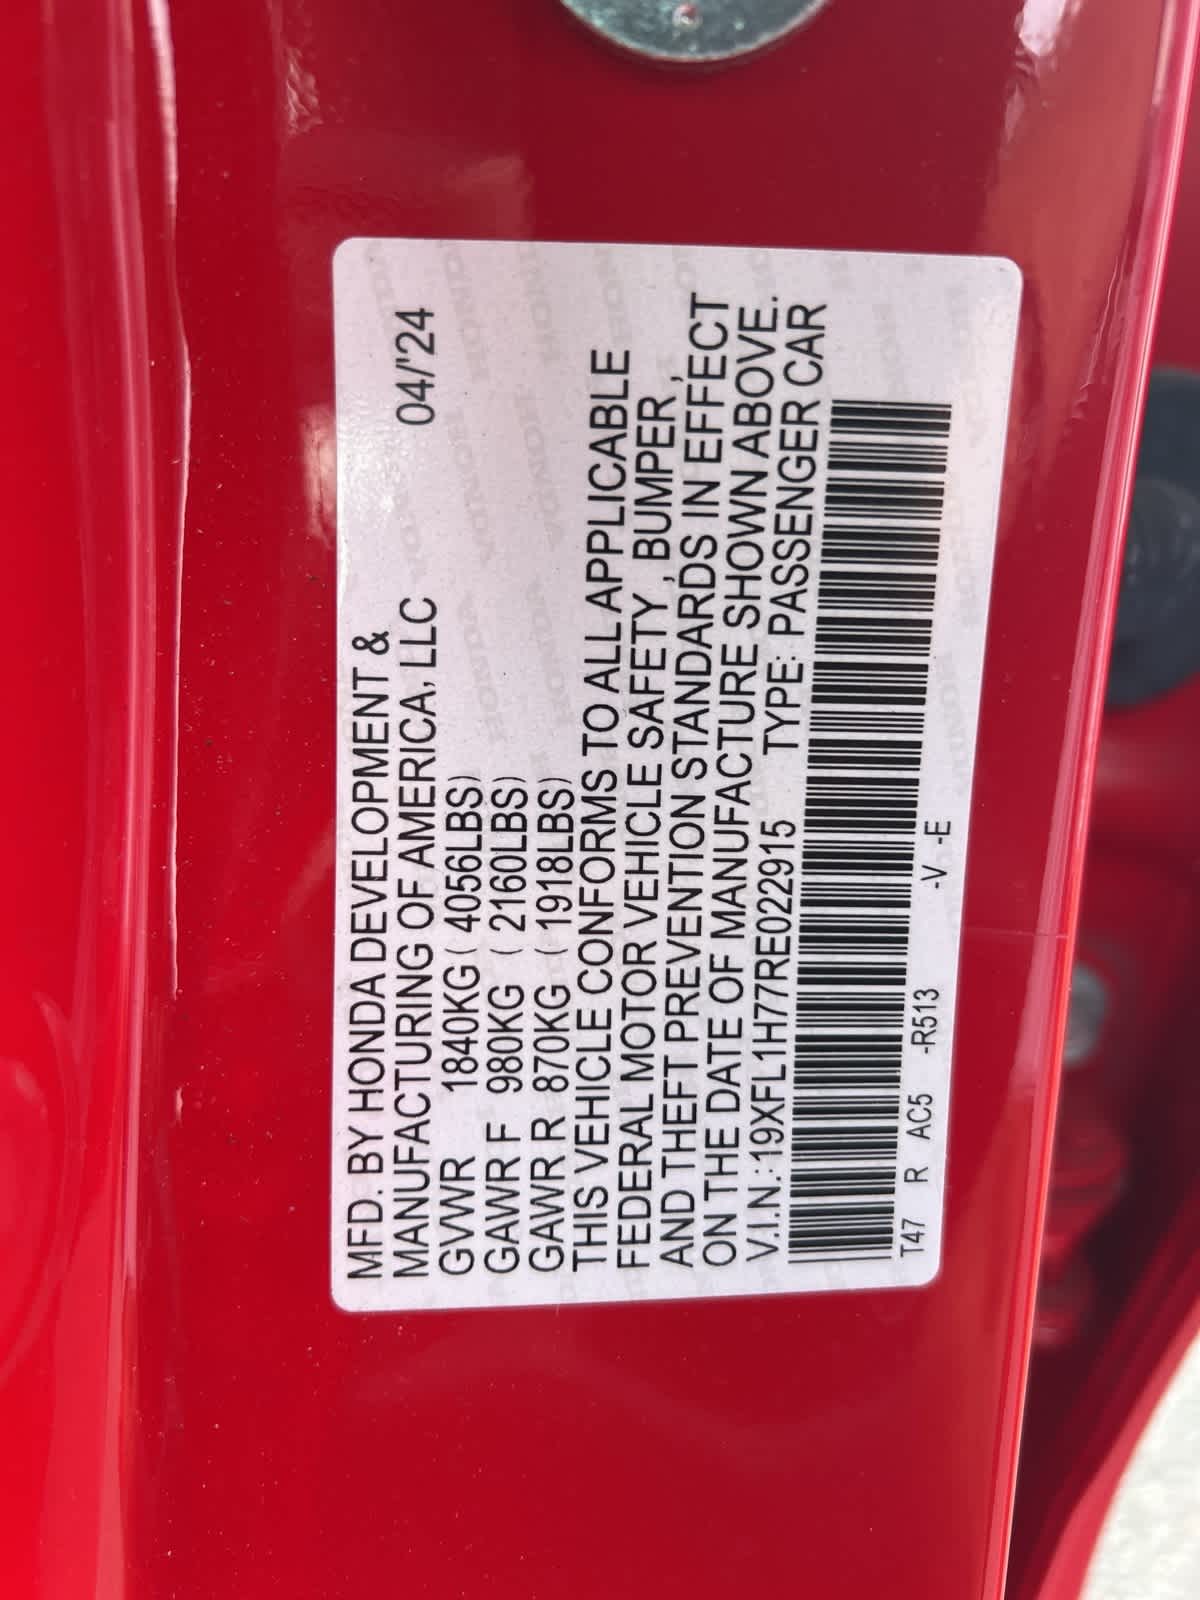 MFD. BY HONDA DEVELOPMENT &
MANUFACTURING OF AMERICA, LLC 04/'24
GVWR 1840KG ( 4056LBS)
GAWR F 980KG ( 2160LBS)
GAWR R 870KG ( 1918LBS)
THIS VEHICLE CONFORMS TO ALL APPLICABLE
FEDERAL MOTOR VEHICLE SAFETY , BUMPER ,
AND THEFT PREVENTION STANDARDS IN EFFECT
ON THE DATE OF MANUFACTURE SHOWN ABOVE.
V.I.N.:19XFL1H77RE022915 TYPE: PASSENGER CAR
T47 R AC5 -R513 -V -E